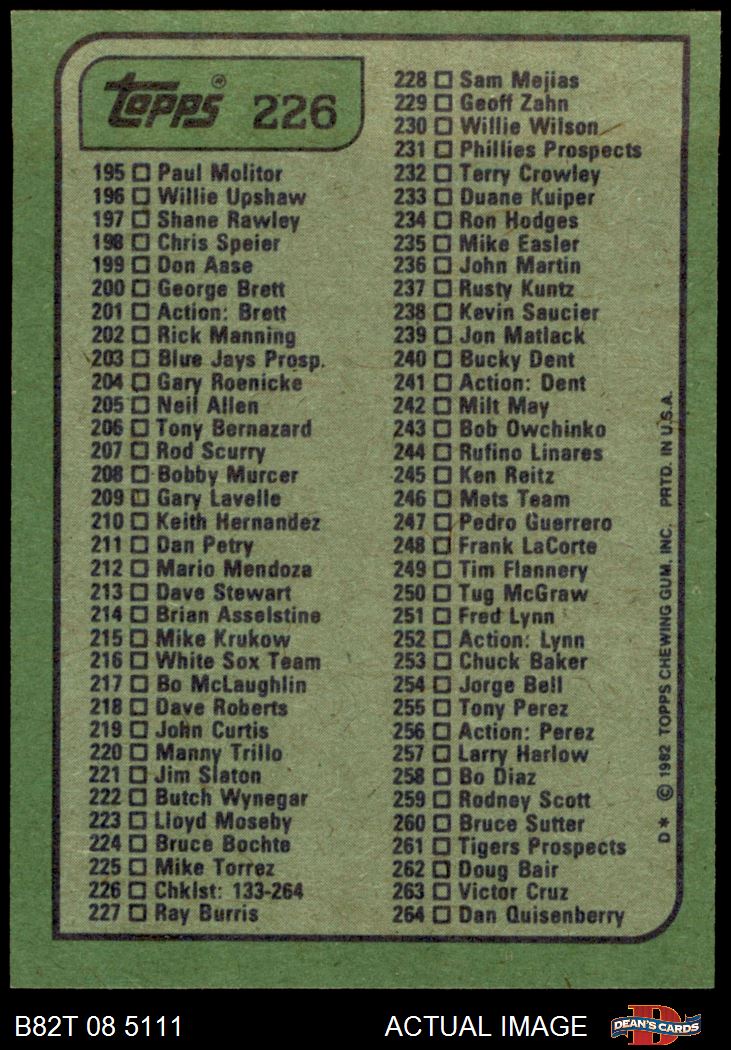 TOPPS® 226
195 Paul Molitor
196 Willie Upshaw
197 Shane Rawley
198 Chris Speier
199 Don Aase
200 George Brett
201 Action: Brett
202 Rick Manning
203 Blue Jays Prosp.
204 Gary Roenicke
205 Neil Allen
206 Tony Bernazard
207 Rod Scurry
208 Bobby Murcer
209 Gary Lavelle
210 Keith Hernandez
211 Dan Petry
212 Mario Mendoza
213 Dave Stewart
214 Brian Asselstine
215 Mike Krukow
216 White Sox Team
217 Bo McLaughlin
218 Dave Roberts
219 John Curtis
220 Manny Trillo
221 Jim Slaton
222 Butch Wynegar
223 Lloyd Moseby
224 Bruce Bochte
225 Mike Torrez
226 Chklst: 133-264
227 Ray Burris
228 Sam Mejias
229 Geoff Zahn
230 Willie Wilson
231 Phillies Prospects
232 Terry Crowley
233 Duane Kuiper
234 Ron Hodges
235 Mike Easler
236 John Martin
237 Rusty Kuntz
238 Kevin Saucier
239 Jon Matlack
240 Bucky Dent
241 Action: Dent
242 Milt May
243 Bob Owchinko
244 Rufino Linares
245 Ken Reitz
246 Mets Team
247 Pedro Guerrero
248 Frank LaCorte
249 Tim Flannery
250 Tug McGraw
251 Fred Lynn
252 Action: Lynn
253 Chuck Baker
254 Jorge Bell
255 Tony Perez
256 Action: Perez
257 Larry Harlow
258 Bo Diaz
259 Rodney Scott
260 Bruce Sutter
261 Tigers Prospects
262 Doug Bair
263 Victor Cruz
264 Dan Quisenberry
D* © 1982 TOPPS CHEWING GUM, INC. PRTD. IN U.S.A.
B82T 08 5111
ACTUAL IMAGE
D
DEAN'S CARDS